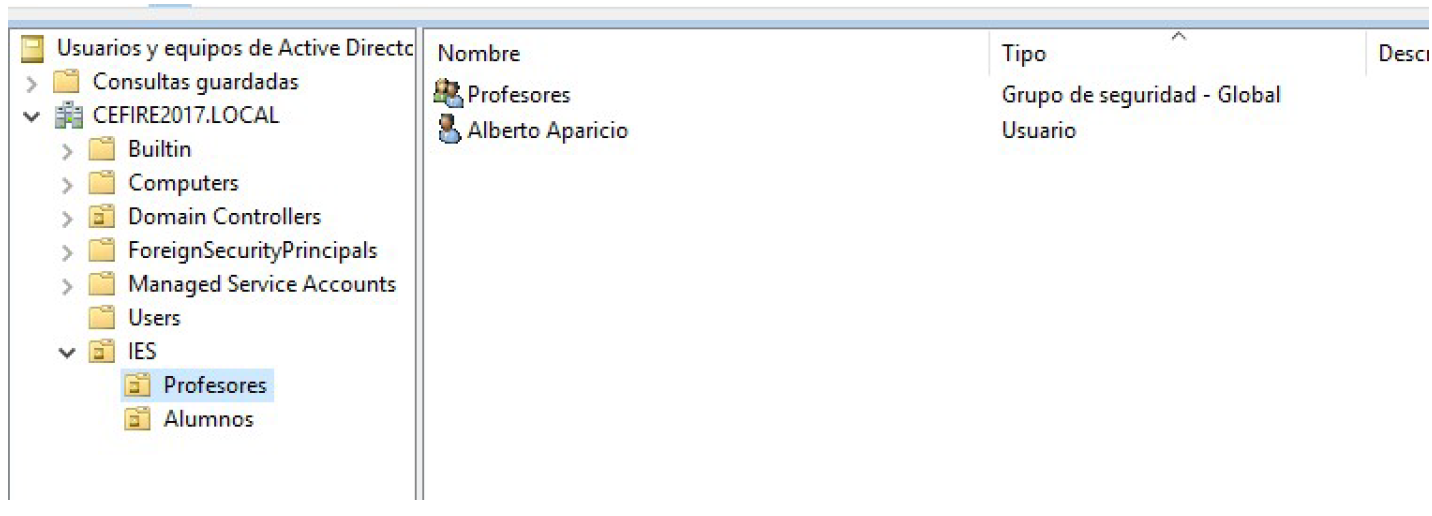 Usuarios y equipos de Active Directc
Consultas guardadas
CEFIRE2017.LOCAL
Builtin
Computers
Domain Controllers
ForeignSecurityPrincipals
Managed Service Accounts
Users
IES
Profesores
Alumnos
Nombre Tipo Descr
Profesores Grupo de seguridad - Global
Alberto Aparicio Usuario